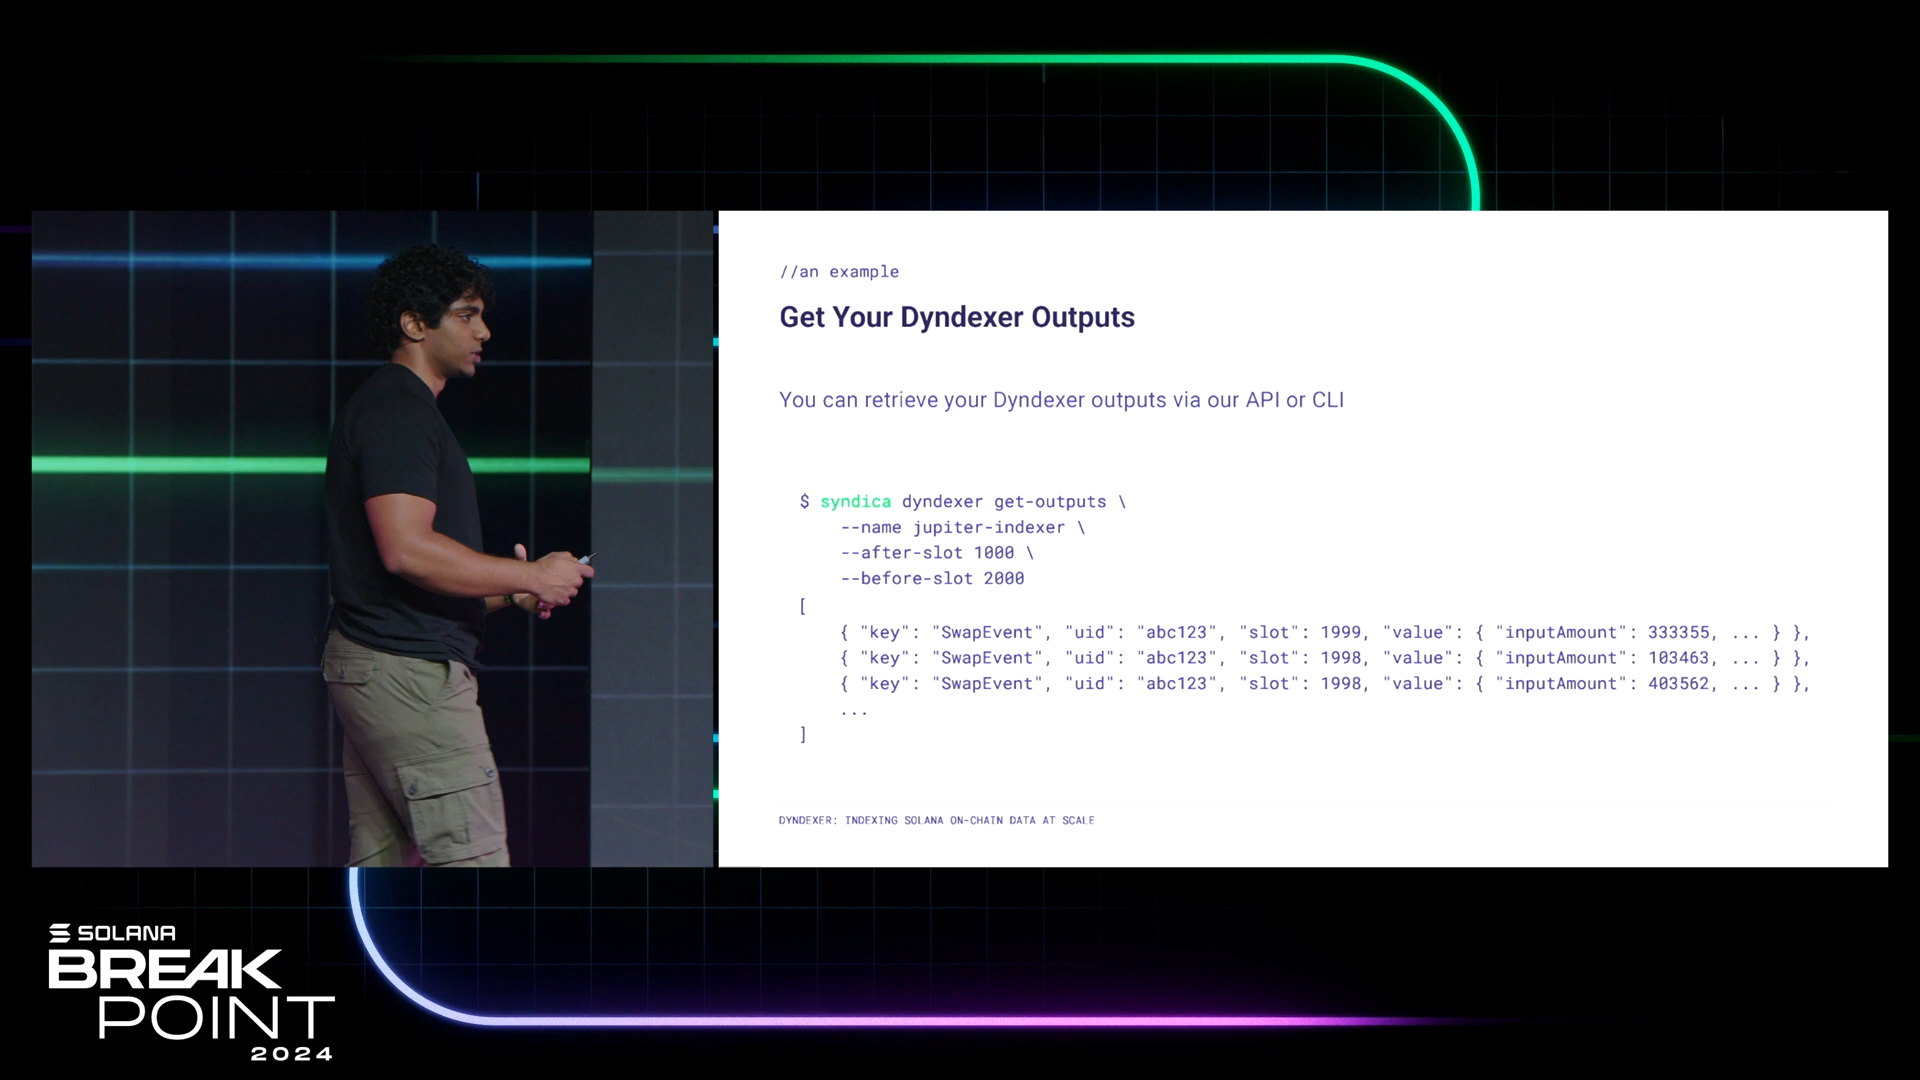 //an example
Get Your Dyndexer Outputs
You can retrieve your Dyndexer outputs via our API or CLI
$ syndica dyndexer get-outputs \
--name jupiter-indexer \
--after-slot 1000 \
--before-slot 2000
[
{ "key": "SwapEvent", "uid": "abc123", "slot": 1999, "value": { "inputAmount": 333355, ... } },
{ "key": "SwapEvent", "uid": "abc123", "slot": 1998, "value": { "inputAmount": 103463, ... } },
{ "key": "SwapEvent", "uid": "abc123", "slot": 1998, "value": { "inputAmount": 403562, ... } },
...
]
DYNDEXER: INDEXING SOLANA ON-CHAIN DATA AT SCALE
SOLANA
BREAK
POINT
2024